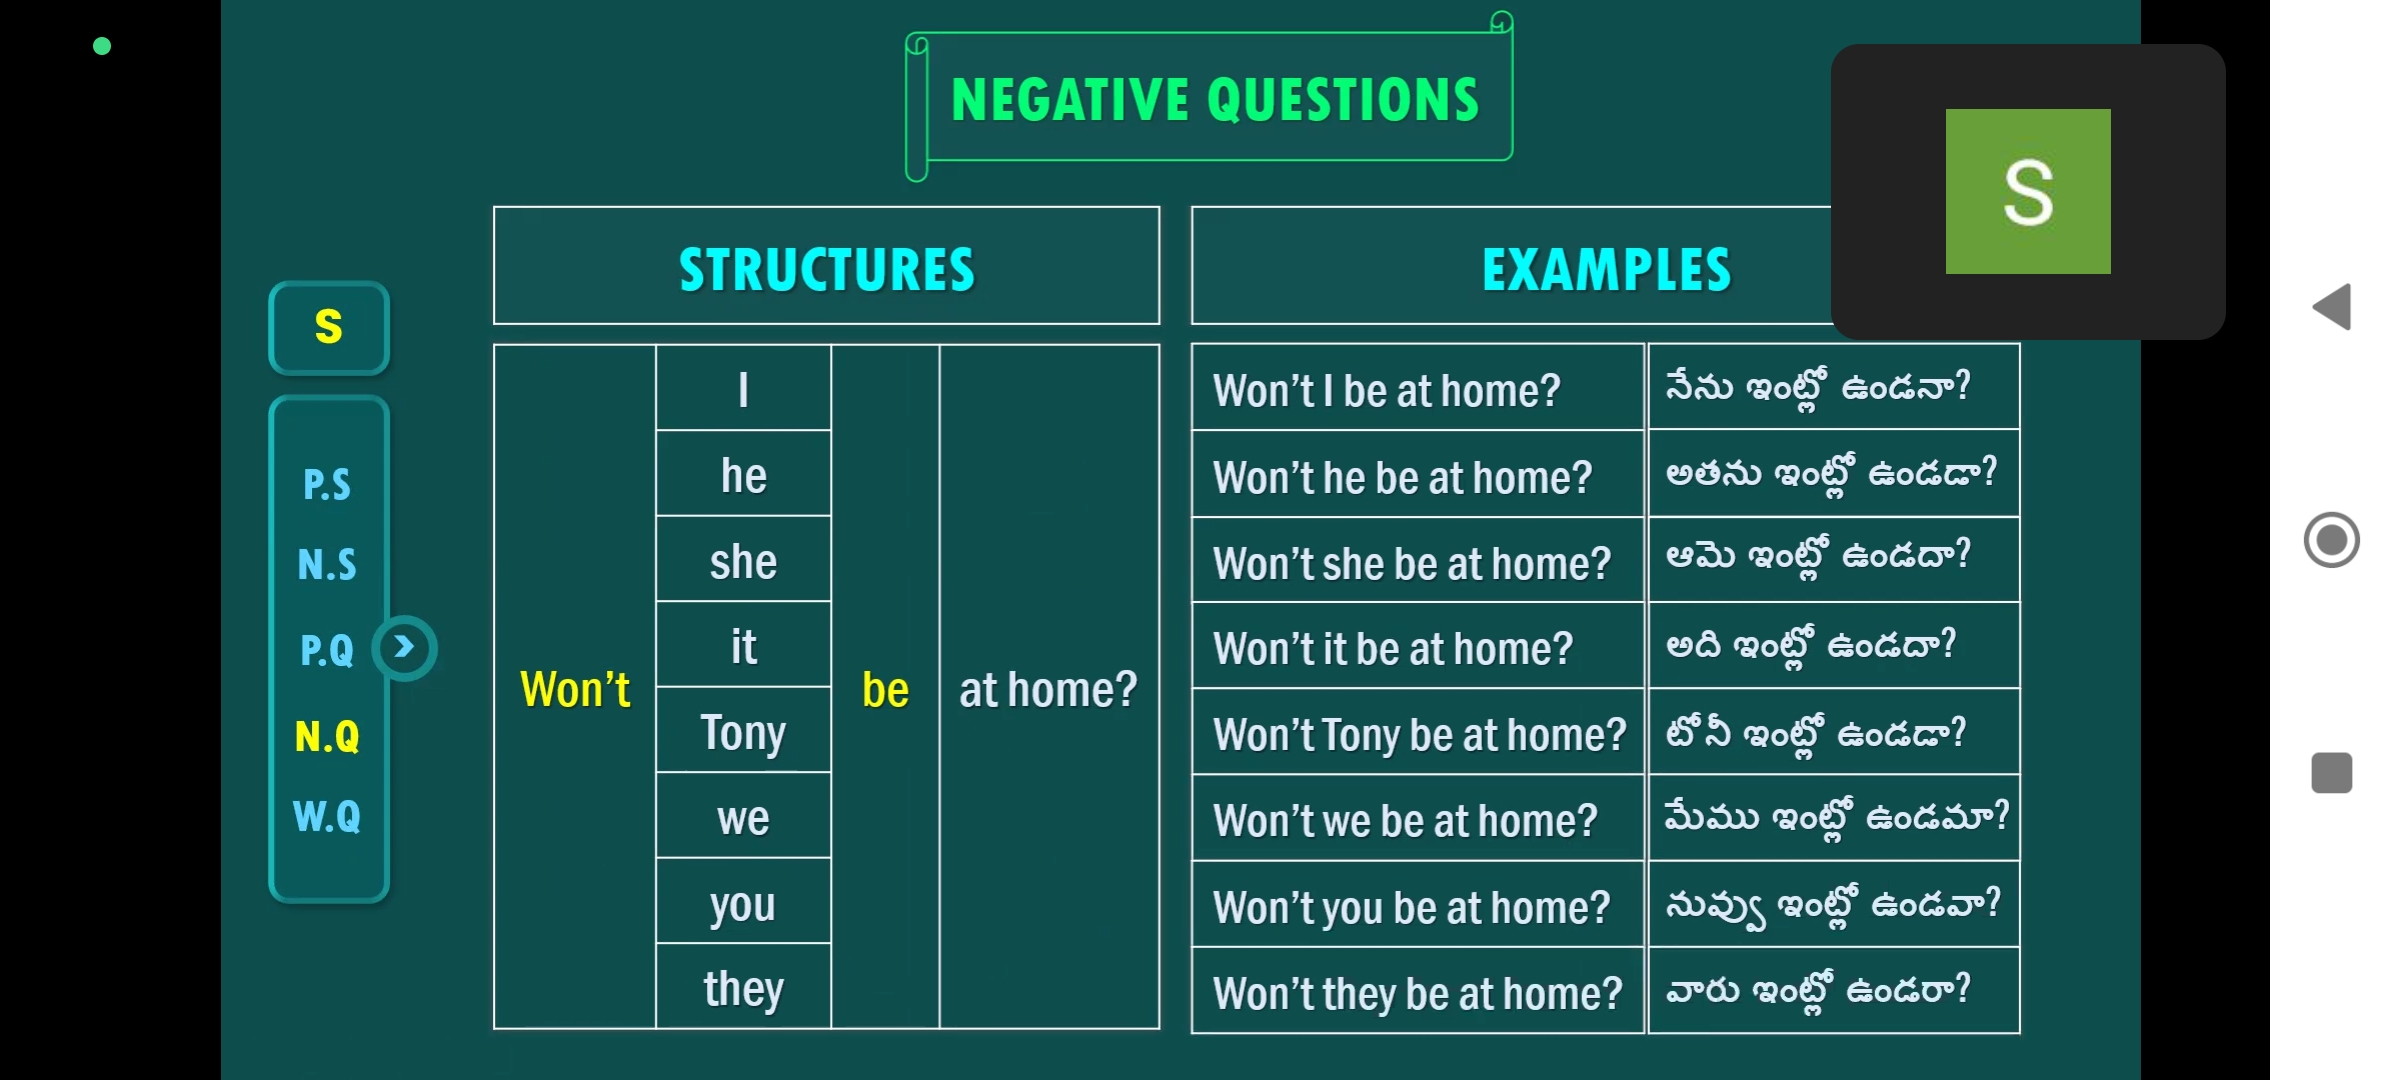 NEGATIVE QUESTIONS
S
STRUCTURES
EXAMPLES
S
P.S
N.S
P.Q
N.Q
W.Q
Won't
I
he
she
it
Tony
we
you
they
be
at home?
Won't I be at home? నేను ఇంట్లో ఉండనా?
Won't he be at home? అతను ఇంట్లో ఉండడా?
Won't she be at home? ఆమె ఇంట్లో ఉండదా?
Won't it be at home? అది ఇంట్లో ఉండదా?
Won't Tony be at home? టోనీ ఇంట్లో ఉండడా?
Won't we be at home? మేము ఇంట్లో ఉండమా?
Won't you be at home? నువ్వు ఇంట్లో ఉండవా?
Won't they be at home? వారు ఇంట్లో ఉండరా?